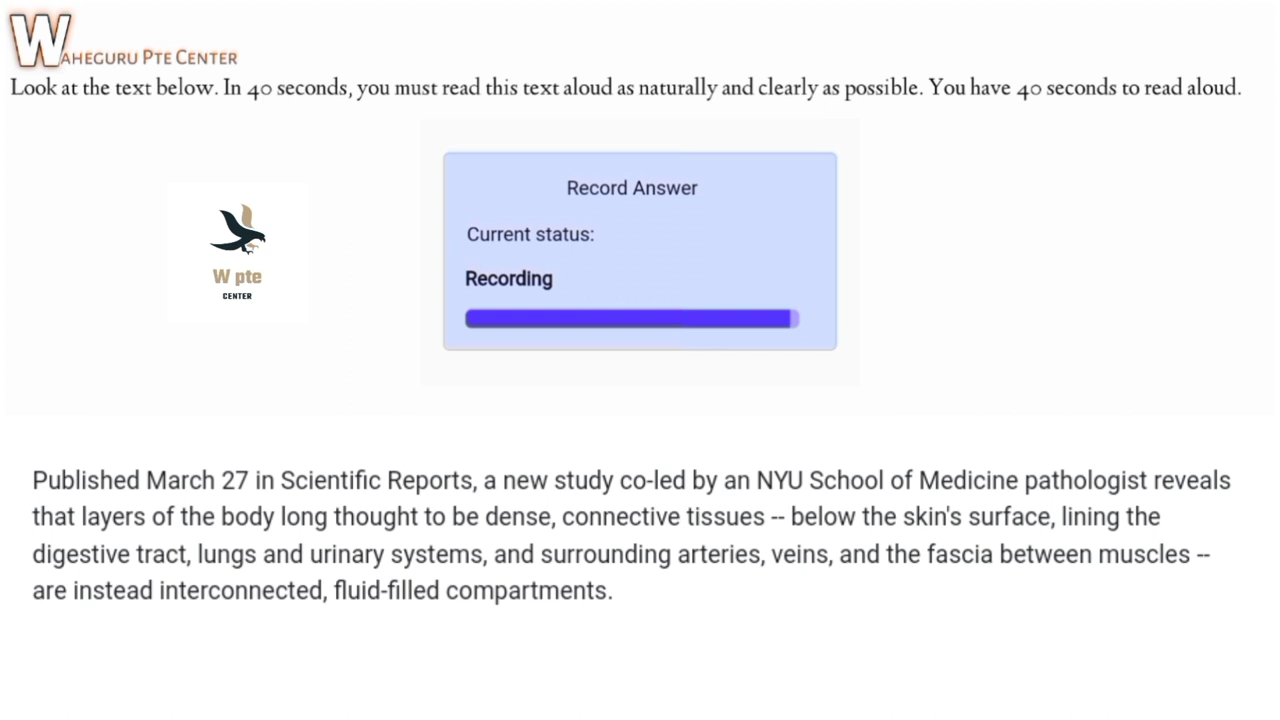 WAHEGURU PTE CENTER
Look at the text below. In 40 seconds, you must read this text aloud as naturally and clearly as possible. You have 40 seconds to read aloud.
Record Answer
Current status:
Recording
W pte
CENTER
Published March 27 in Scientific Reports, a new study co-led by an NYU School of Medicine pathologist reveals
that layers of the body long thought to be dense, connective tissues -- below the skin's surface, lining the
digestive tract, lungs and urinary systems, and surrounding arteries, veins, and the fascia between muscles --
are instead interconnected, fluid-filled compartments.